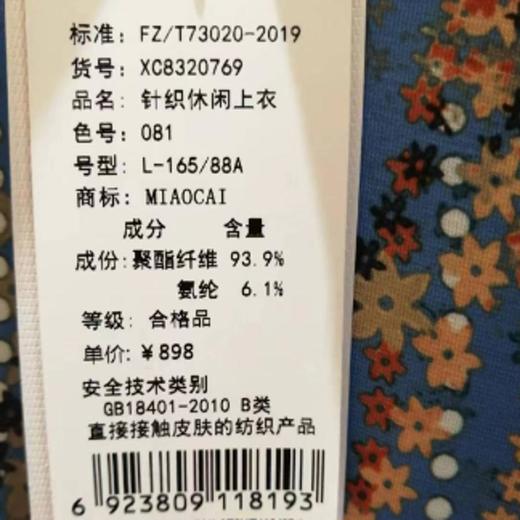 标准: FZ/T73020-2019
货号: XC8320769
品名: 针织休闲上衣
色号: 081
号型: L-165/88A
商标: MIAOCAI
成分 含量
成份: 聚酯纤维 93.9%
氨纶 6.1%
等级: 合格品
单价: ¥898
安全技术类别
GB18401-2010 B类
直接接触皮肤的纺织产品
6 923809 118193